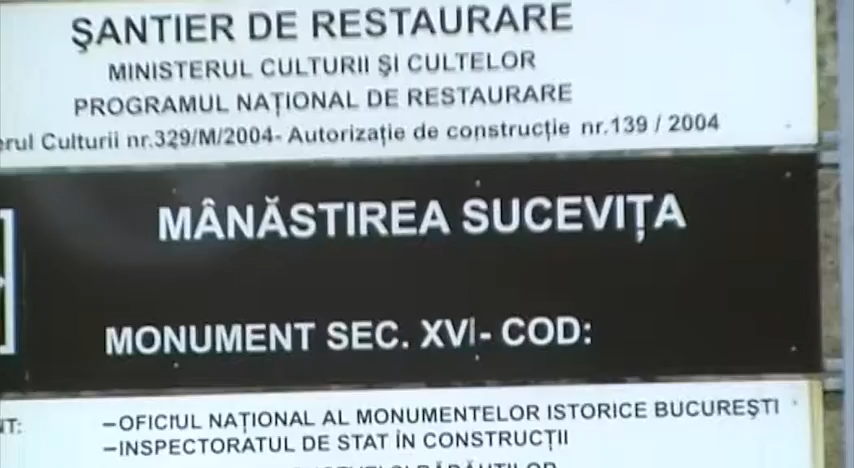 ŞANTIER DE RESTAURARE
MINISTERUL CULTURII ŞI CULTELOR
PROGRAMUL NAŢIONAL DE RESTAURARE
Culturii nr.329/M/2004- Autorizaţie de construcţie nr.139 / 2004
MÂNĂSTIREA SUCEVIŢA
MONUMENT SEC. XVI- COD:
–OFICIUL NAŢIONAL AL MONUMENTELOR ISTORICE BUCUREŞTI
–INSPECTORATUL DE STAT ÎN CONSTRUCŢII